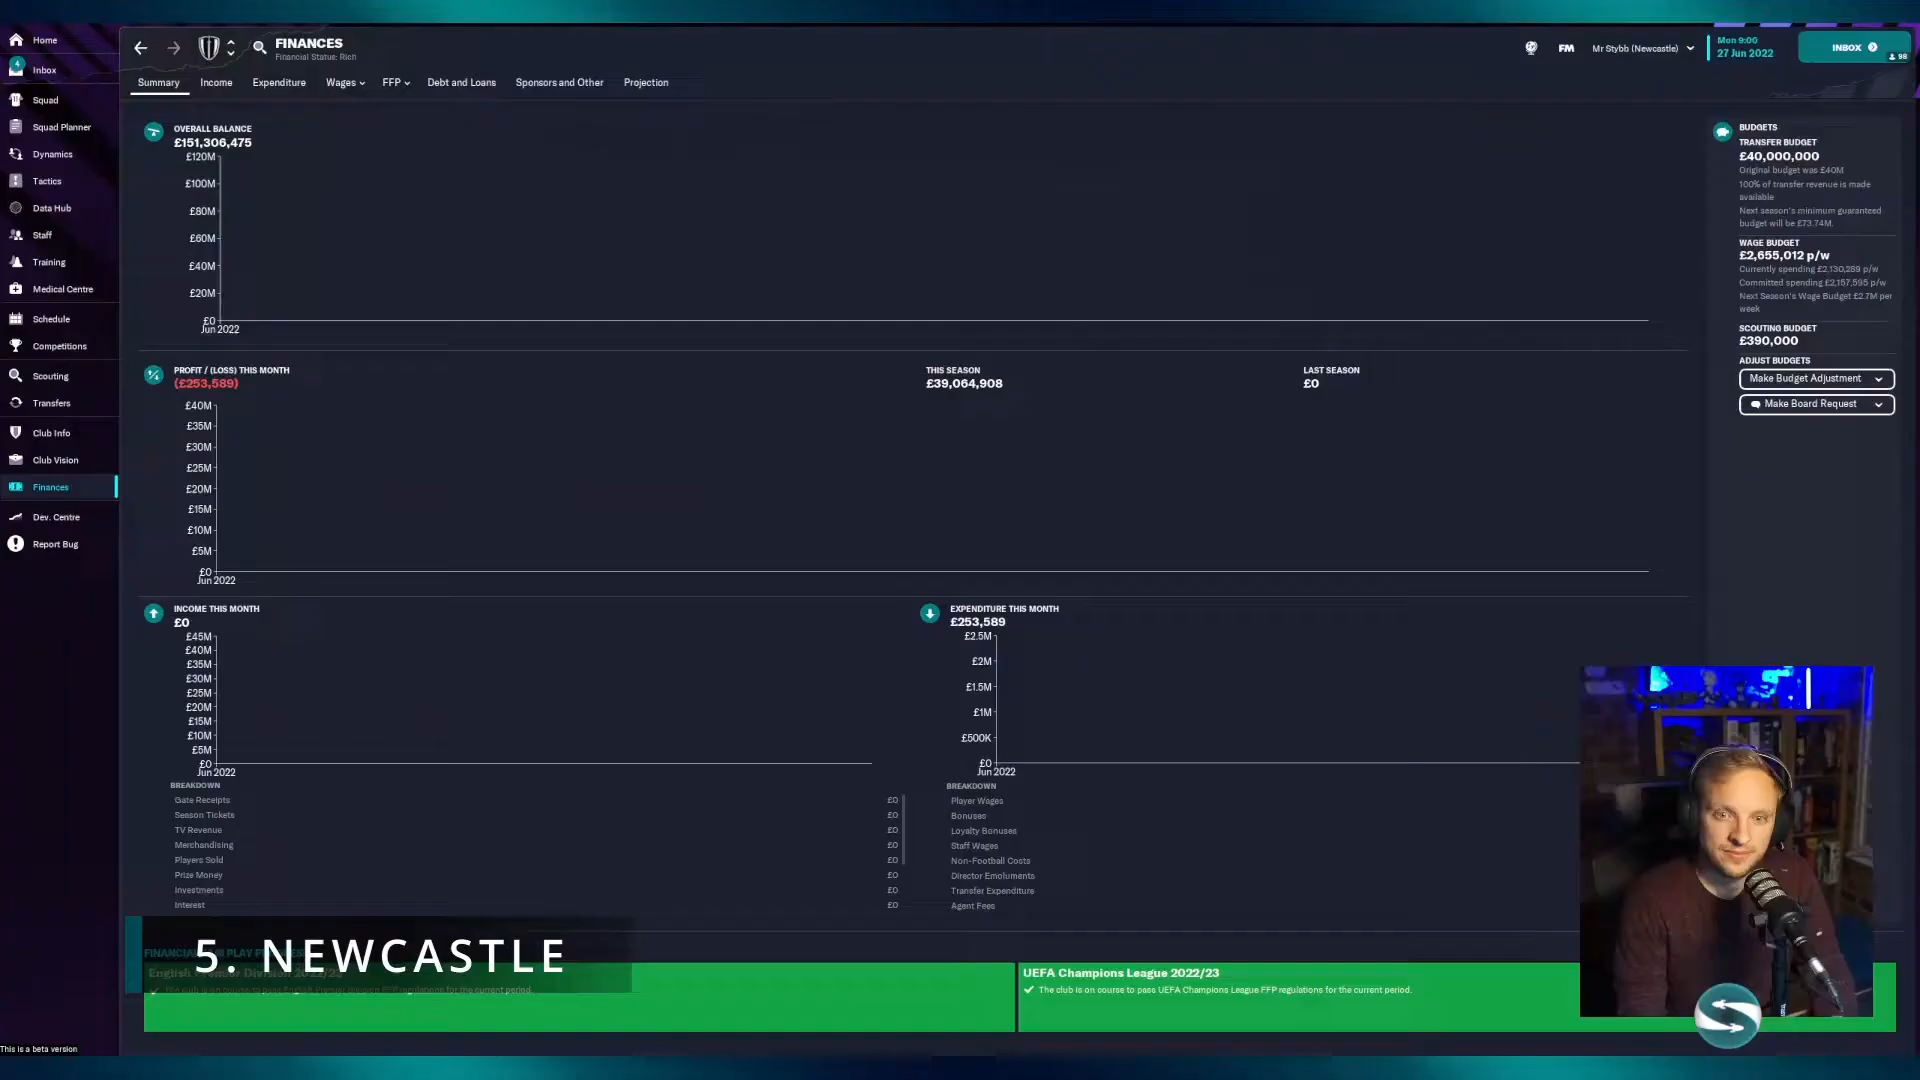 Home
4
Inbox
Squad
Squad Planner
Dynamics
Tactics
Data Hub
Staff
Training
Medical Centre
Schedule
Competitions
Scouting
Transfers
Club Info
Club Vision
Finances
Dev. Centre
Report Bug
This is a beta version
FINANCES
Financial Status: Rich
FM
Mr Stybb (Newcastle)
Mon 9:00
27 Jun 2022
INBOX
98
Summary
Income
Expenditure
Wages
FFP
Debt and Loans
Sponsors and Other
Projection
OVERALL BALANCE
£151,306,475
£120M
£100M
£80M
£60M
£40M
£20M
£0
Jun 2022
PROFIT / (LOSS) THIS MONTH
(£253,589)
THIS SEASON
£39,064,908
LAST SEASON
£0
£40M
£35M
£30M
£25M
£20M
£15M
£10M
£5M
£0
Jun 2022
INCOME THIS MONTH
£0
£45M
£40M
£35M
£30M
£25M
£20M
£15M
£10M
£5M
£0
Jun 2022
BREAKDOWN
Gate Receipts £0
Season Tickets £0
TV Revenue £0
Merchandising £0
Players Sold £0
Prize Money £0
Investments £0
Interest £0
EXPENDITURE THIS MONTH
£253,589
£2.5M
£2M
£1.5M
£1M
£500K
£0
Jun 2022
BREAKDOWN
Player Wages
Bonuses
Loyalty Bonuses
Staff Wages
Non-Football Costs
Director Emoluments
Transfer Expenditure
Agent Fees
BUDGETS
TRANSFER BUDGET
£40,000,000
Original budget was £40M
100% of transfer revenue is made
available
Next season's minimum guaranteed
budget will be £73.74M.
WAGE BUDGET
£2,655,012 p/w
Currently spending £2,130,289 p/w
Committed spending £2,157,595 p/w
Next Season's Wage Budget £2.7M per
week
SCOUTING BUDGET
£390,000
ADJUST BUDGETS
Make Budget Adjustment
Make Board Request
5. NEWCASTLE
UEFA Champions League 2022/23
The club is on course to pass UEFA Champions League FFP regulations for the current period.